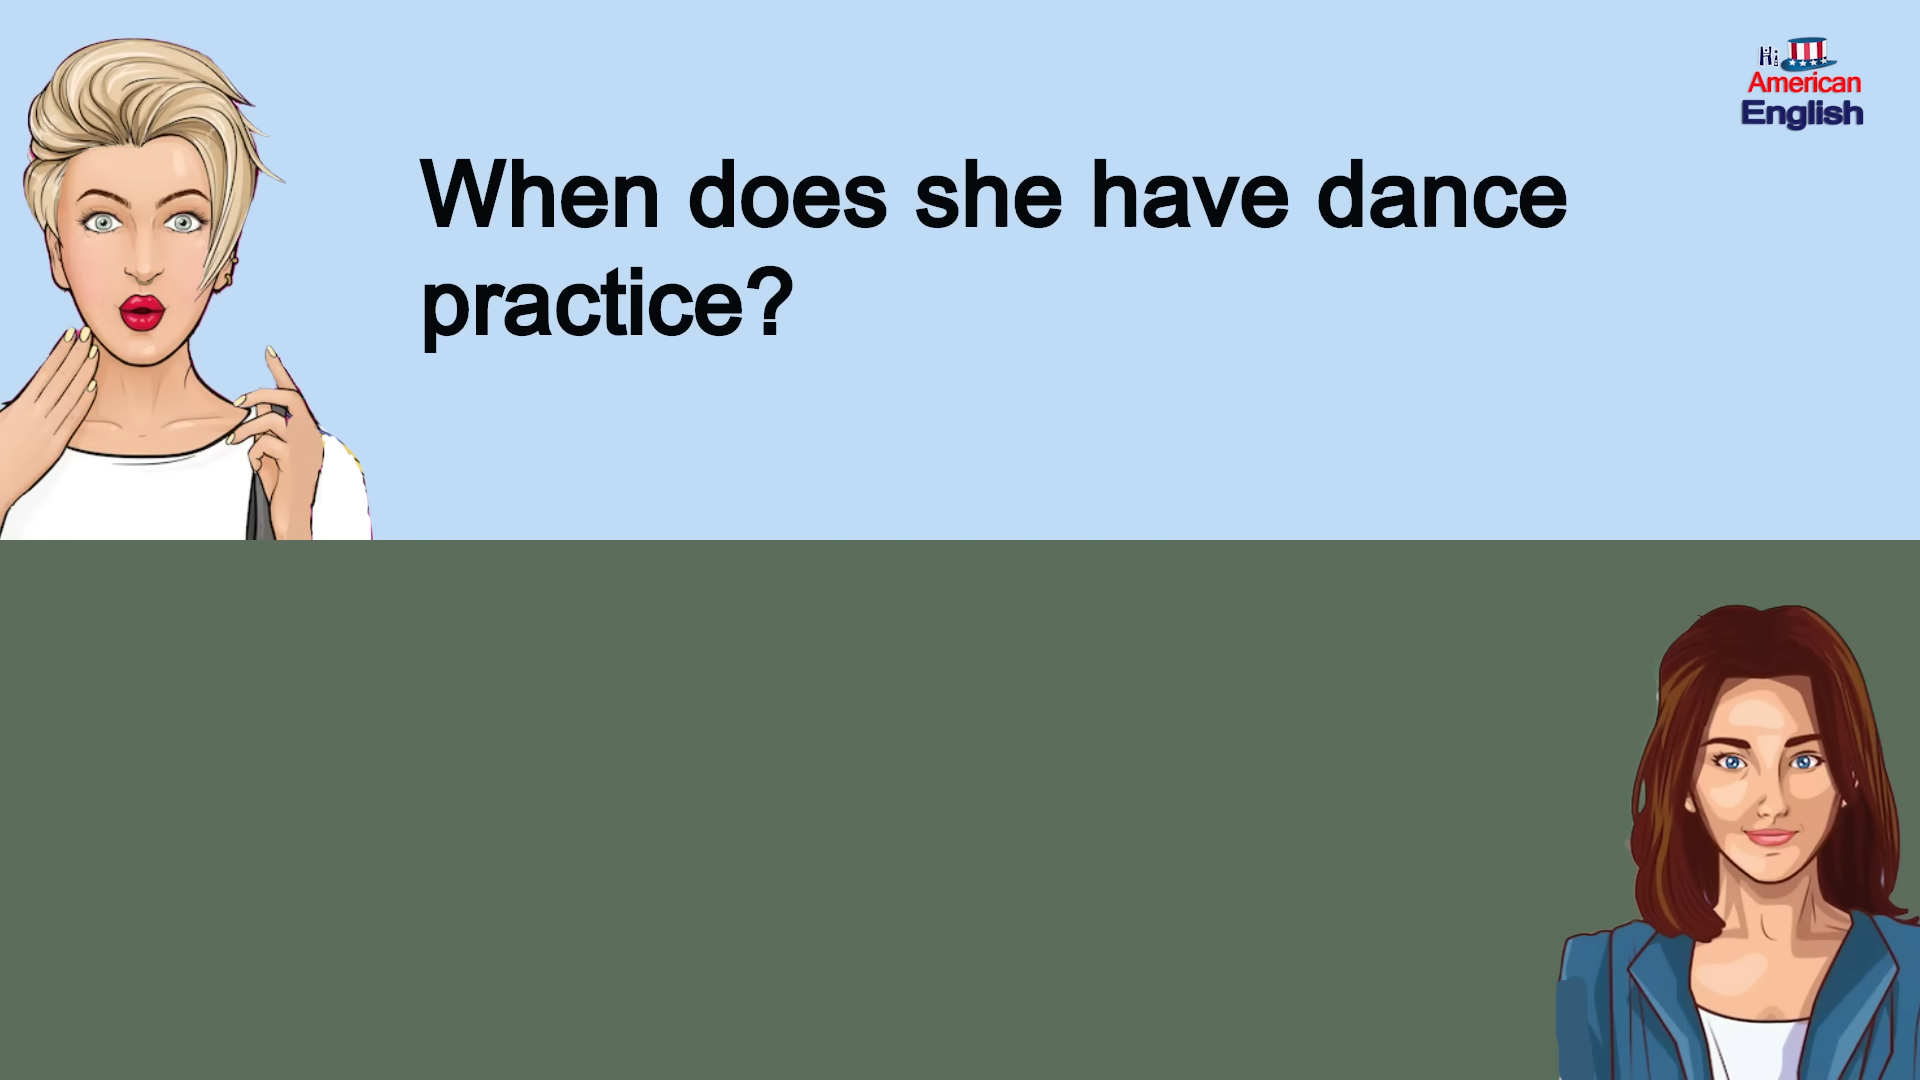 Hi
American
English
When does she have dance
practice?